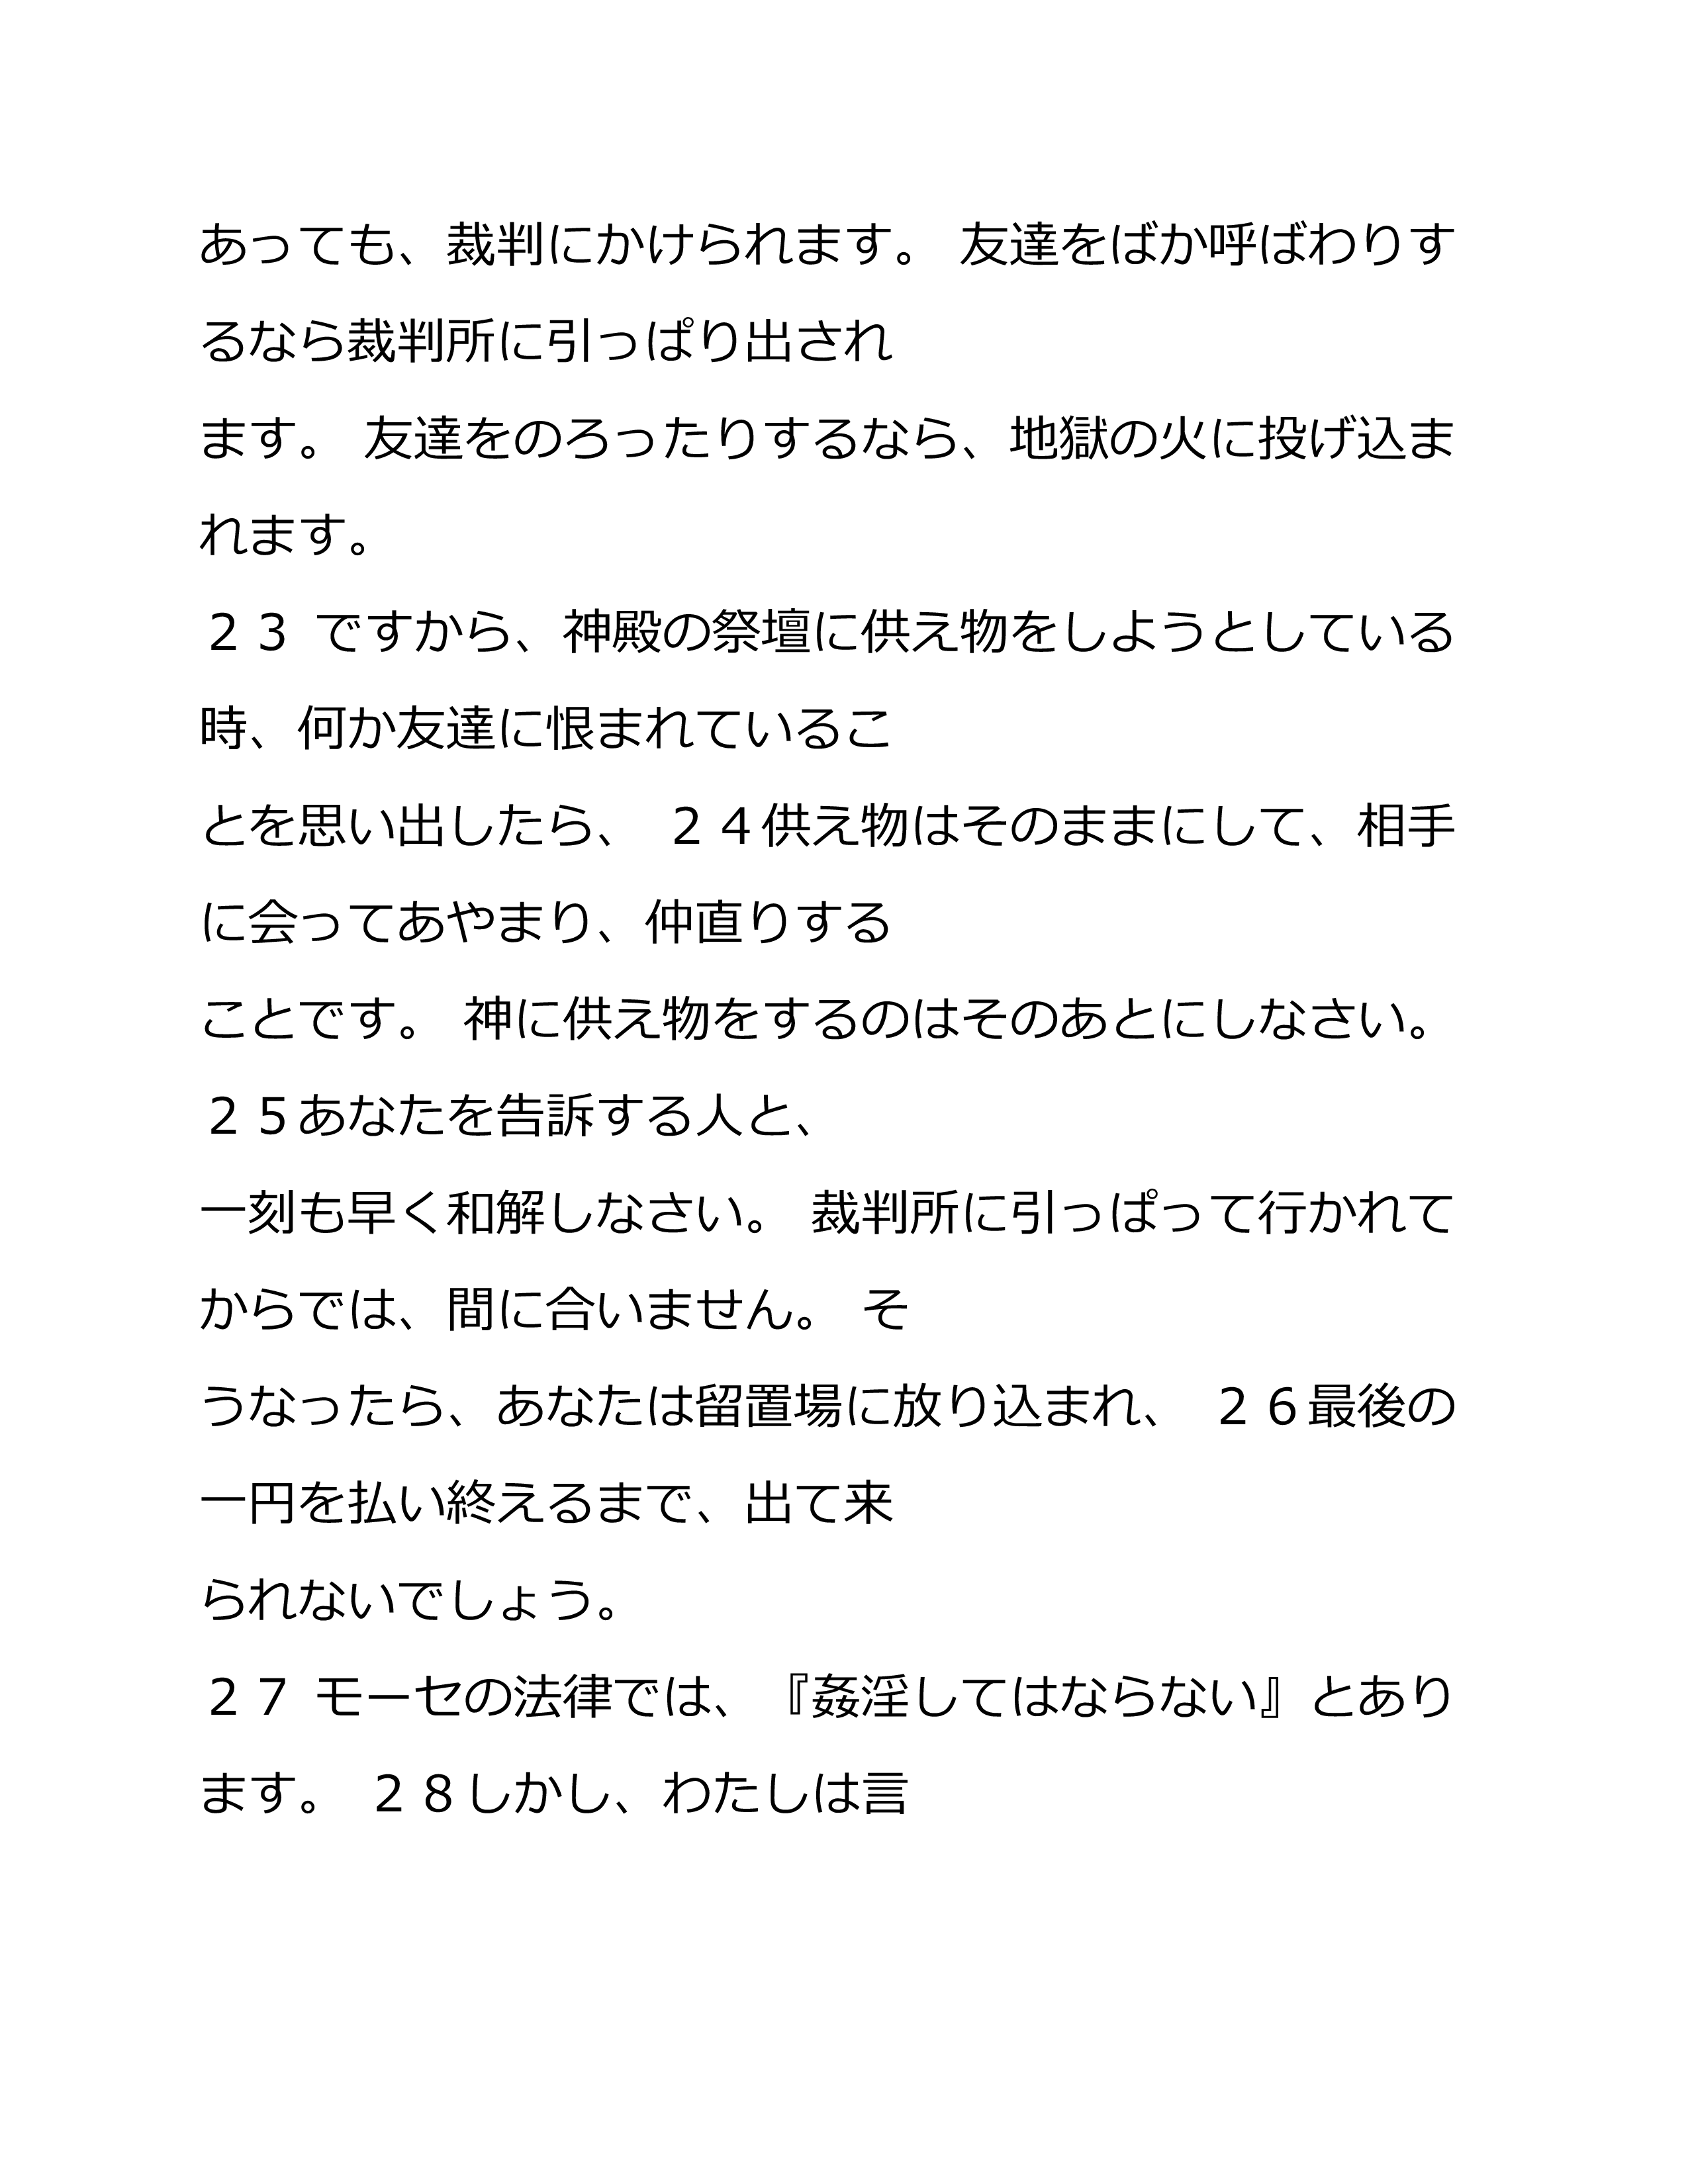 あっても、裁判にかけられます。 友達をばか呼ばわりす
るなら裁判所に引っぱり出され
ます。 友達をのろったりするなら、地獄の火に投げ込ま
れます。
２３ ですから、神殿の祭壇に供え物をしようとしている
時、何か友達に恨まれているこ
とを思い出したら、 ２４供え物はそのままにして、相手
に会ってあやまり、仲直りする
ことです。 神に供え物をするのはそのあとにしなさい。
２５あなたを告訴する人と、
一刻も早く和解しなさい。 裁判所に引っぱって行かれて
からでは、間に合いません。 そ
うなったら、あなたは留置場に放り込まれ、 ２６最後の
一円を払い終えるまで、出て来
られないでしょう。
２７ モーセの法律では、『姦淫してはならない』とあり
ます。 ２８しかし、わたしは言